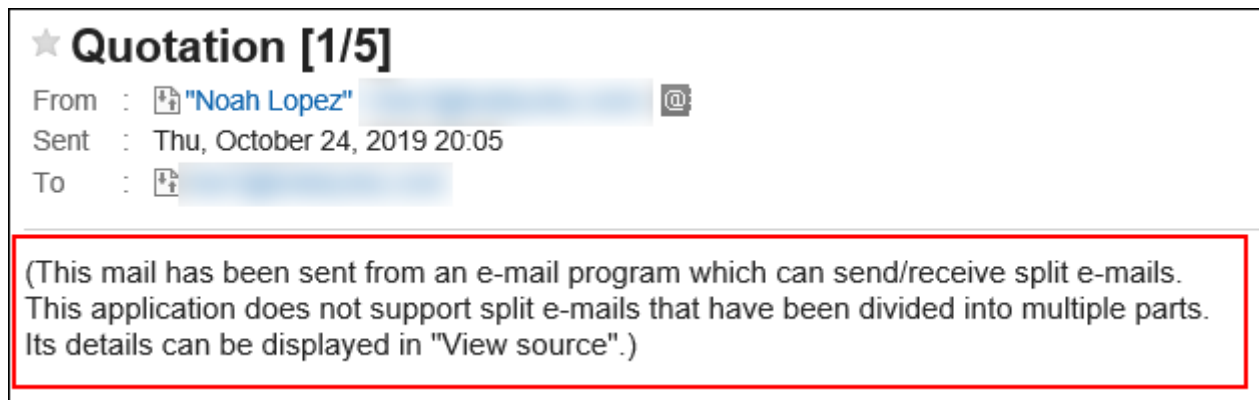 Quotation [1/5]
From : "Noah Lopez"
Sent : Thu, October 24, 2019 20:05
To :
(This mail has been sent from an e-mail program which can send/receive split e-mails.
This application does not support split e-mails that have been divided into multiple parts.
Its details can be displayed in "View source".)